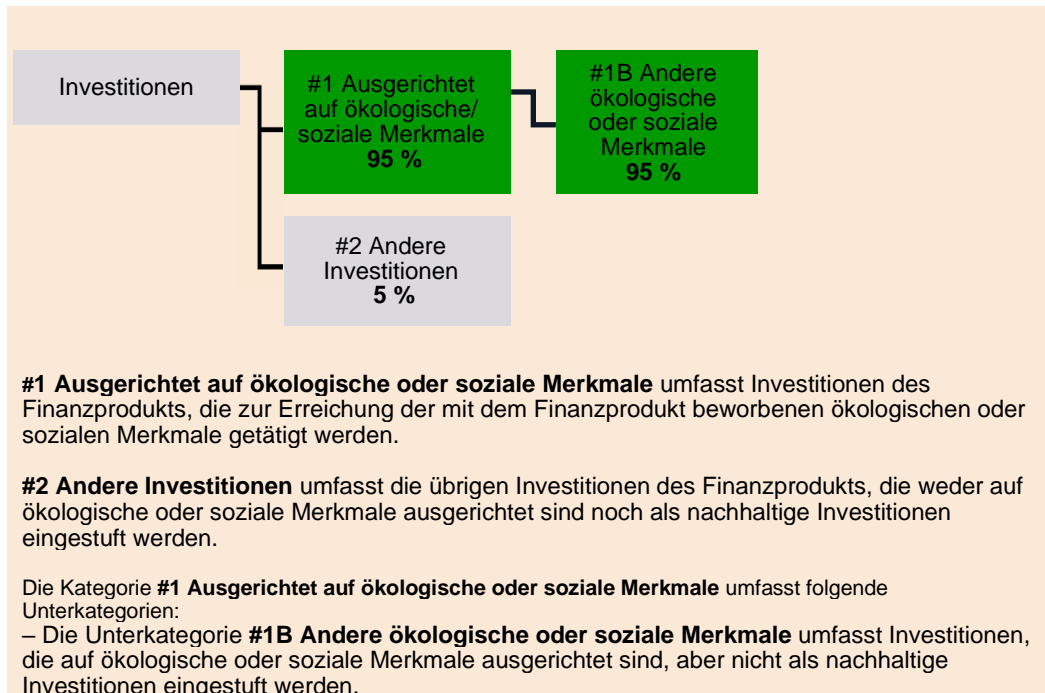 Investitionen
#1 Ausgerichtet
auf ökologische/
soziale Merkmale
95 %
#1B Andere
ökologische
oder soziale
Merkmale
95 %
#2 Andere
Investitionen
5 %
#1 Ausgerichtet auf ökologische oder soziale Merkmale umfasst Investitionen des
Finanzprodukts, die zur Erreichung der mit dem Finanzprodukt beworbenen ökologischen oder
sozialen Merkmale getätigt werden.
#2 Andere Investitionen umfasst die übrigen Investitionen des Finanzprodukts, die weder auf
ökologische oder soziale Merkmale ausgerichtet sind noch als nachhaltige Investitionen
eingestuft werden.
Die Kategorie #1 Ausgerichtet auf ökologische oder soziale Merkmale umfasst folgende
Unterkategorien:
– Die Unterkategorie #1B Andere ökologische oder soziale Merkmale umfasst Investitionen,
die auf ökologische oder soziale Merkmale ausgerichtet sind, aber nicht als nachhaltige
Investitionen eingestuft werden.